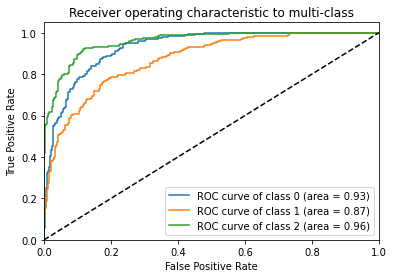 Receiver operating characteristic to multi-class
True Positive Rate
1.0
0.8
0.6
0.4
0.2
0.0
ROC curve of class 0 (area = 0.93)
ROC curve of class 1 (area = 0.87)
ROC curve of class 2 (area = 0.96)
0.0 0.2 0.4 0.6 0.8 1.0
False Positive Rate